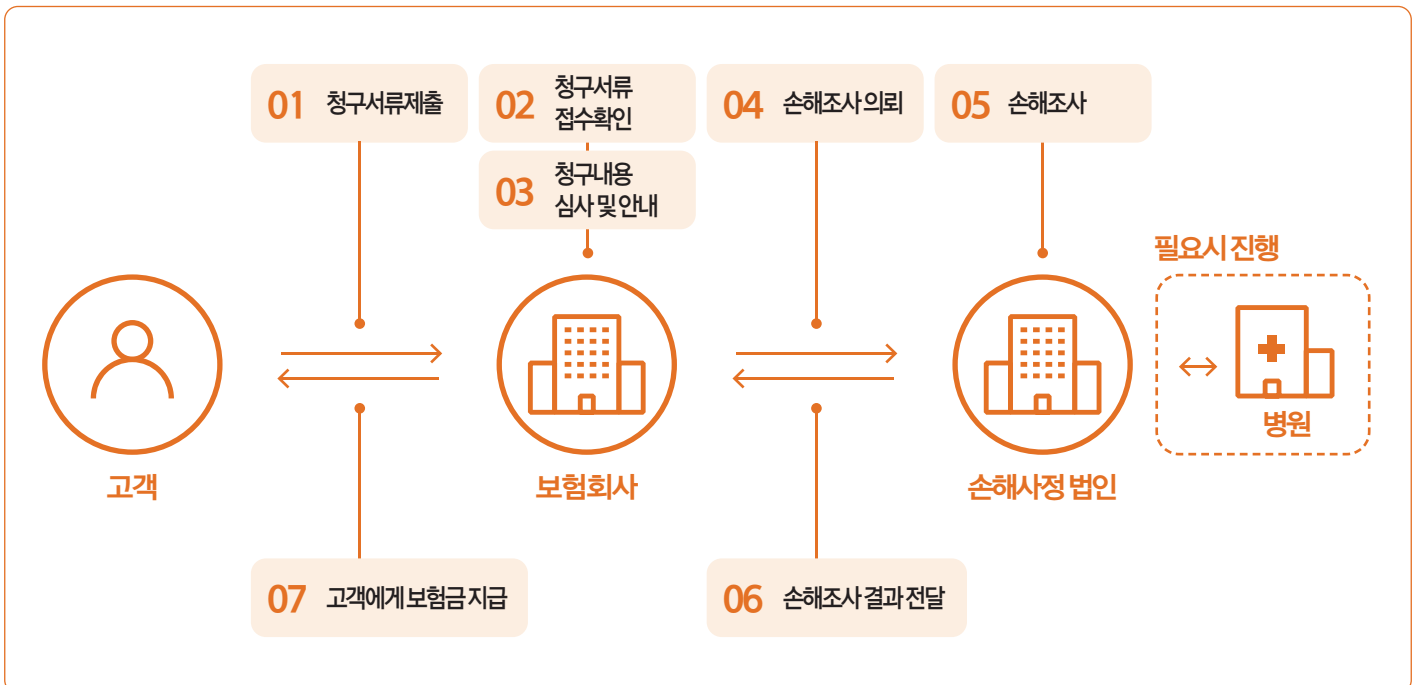 01 청구서류제출
02 청구서류
접수확인
03 청구내용
심사 및 안내
04 손해조사 의뢰
05 손해조사
필요시 진행
병원
고객
보험회사
손해사정 법인
07 고객에게 보험금 지급
06 손해조사 결과 전달